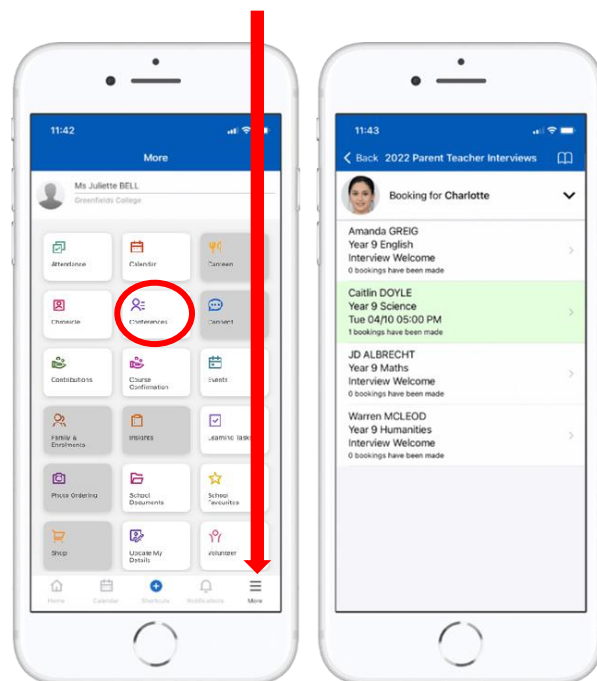 11:42
More
Ms Juliette BELL
Greenfields College
Attendance
Calendar
Canteen
Chronicle
Conferences
Connect
Contributions
Course
Confirmation
Events
Family &
Enrolments
Insights
Learning Tasks
Photo Ordering
School
Documents
School
Favourites
Shop
Update My
Details
Volunteer
Home
Calendar
Shortcuts
Notifications
More
11:43
Back 2022 Parent Teacher Interviews
Booking for Charlotte
Amanda GREIG
Year 9 English
Interview Welcome
0 bookings have been made
Caitlin DOYLE
Year 9 Science
Tue 04/10 05:00 PM
1 bookings have been made
JD ALBRECHT
Year 9 Maths
Interview Welcome
0 bookings have been made
Warren MCLEOD
Year 9 Humanities
Interview Welcome
0 bookings have been made